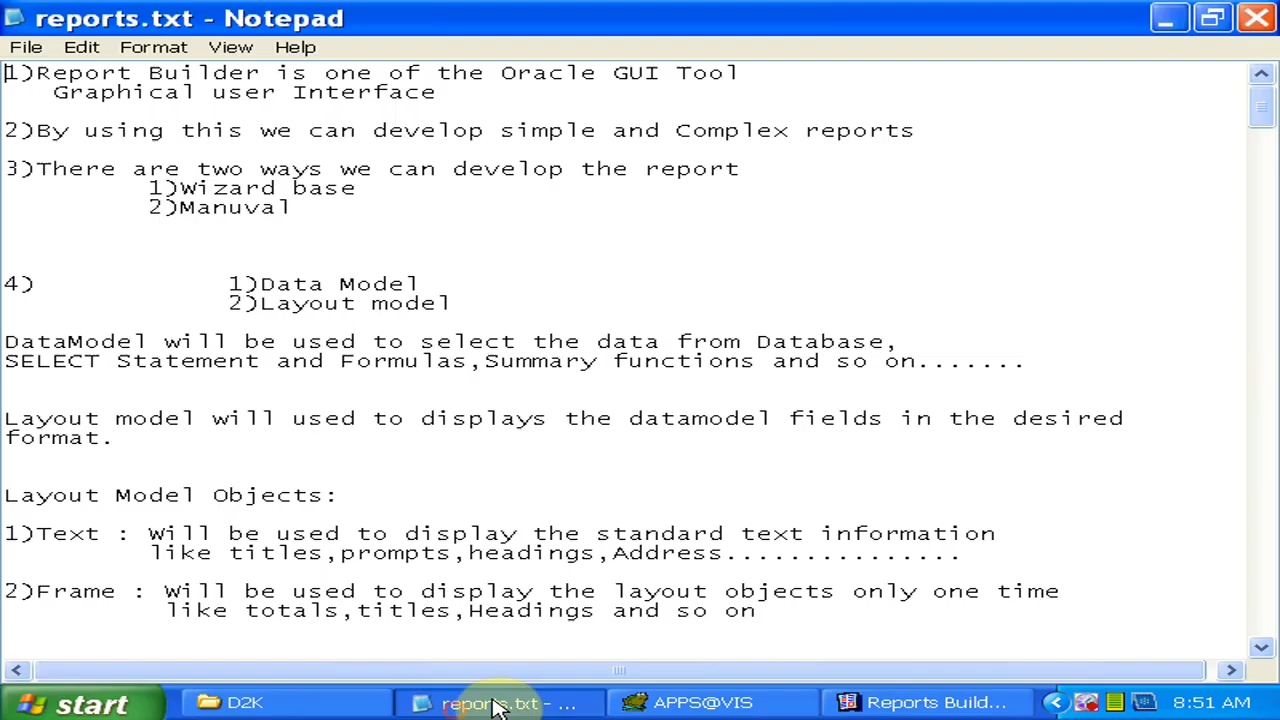 reports.txt - Notepad
File Edit Format View Help
1)Report Builder is one of the Oracle GUI Tool
Graphical user Interface
2)By using this we can develop simple and Complex reports
3)There are two ways we can develop the report
1)Wizard base
2)Manuval
4) 1)Data Model
2)Layout model
DataModel will be used to select the data from Database,
SELECT Statement and Formulas,Summary functions and so on.......
Layout model will used to displays the datamodel fields in the desired
format.
Layout Model Objects:
1)Text : Will be used to display the standard text information
like titles,prompts,headings,Address...............
2)Frame : Will be used to display the layout objects only one time
like totals,titles,Headings and so on
start D2K reports.txt - ... APPS@VIS Reports Build... 8:51 AM